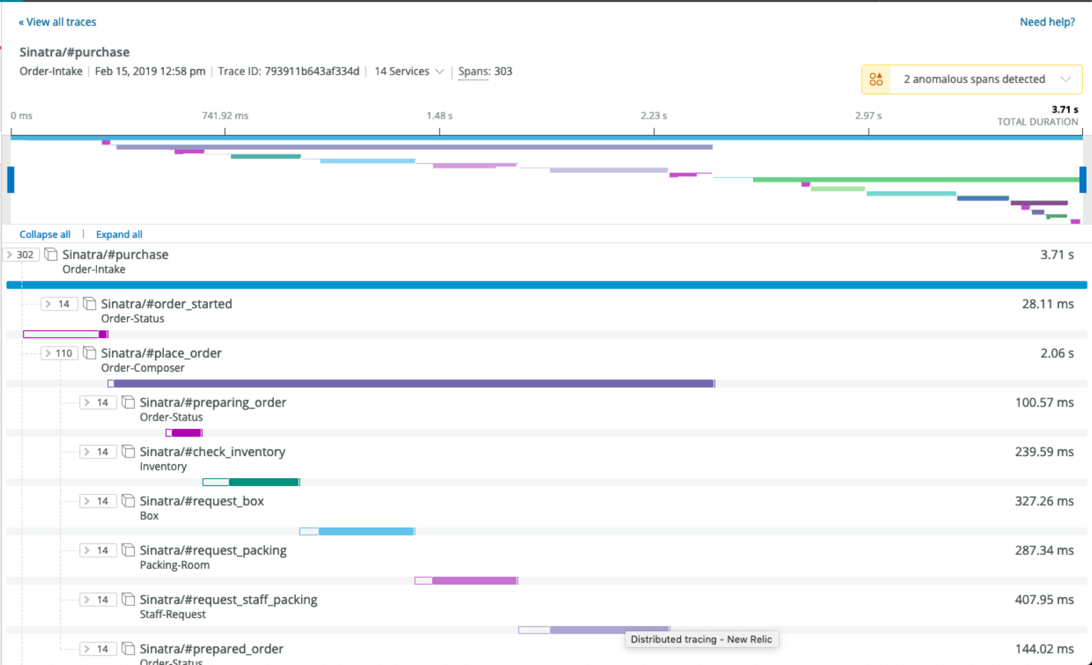 « View all traces
Need help?
Sinatra/#purchase
Order-Intake | Feb 15, 2019 12:58 pm | Trace ID: 793911b643af334d | 14 Services | Spans: 303
2 anomalous spans detected
0 ms 741.92 ms 1.48 s 2.23 s 2.97 s 3.71 s
TOTAL DURATION
Collapse all | Expand all
302 Sinatra/#purchase 3.71 s
Order-Intake
14 Sinatra/#order_started 28.11 ms
Order-Status
110 Sinatra/#place_order 2.06 s
Order-Composer
14 Sinatra/#preparing_order 100.57 ms
Order-Status
14 Sinatra/#check_inventory 239.59 ms
Inventory
14 Sinatra/#request_box 327.26 ms
Box
14 Sinatra/#request_packing 287.34 ms
Packing-Room
14 Sinatra/#request_staff_packing 407.95 ms
Staff-Request
Distributed tracing - New Relic
14 Sinatra/#prepared_order 144.02 ms
Order-Status